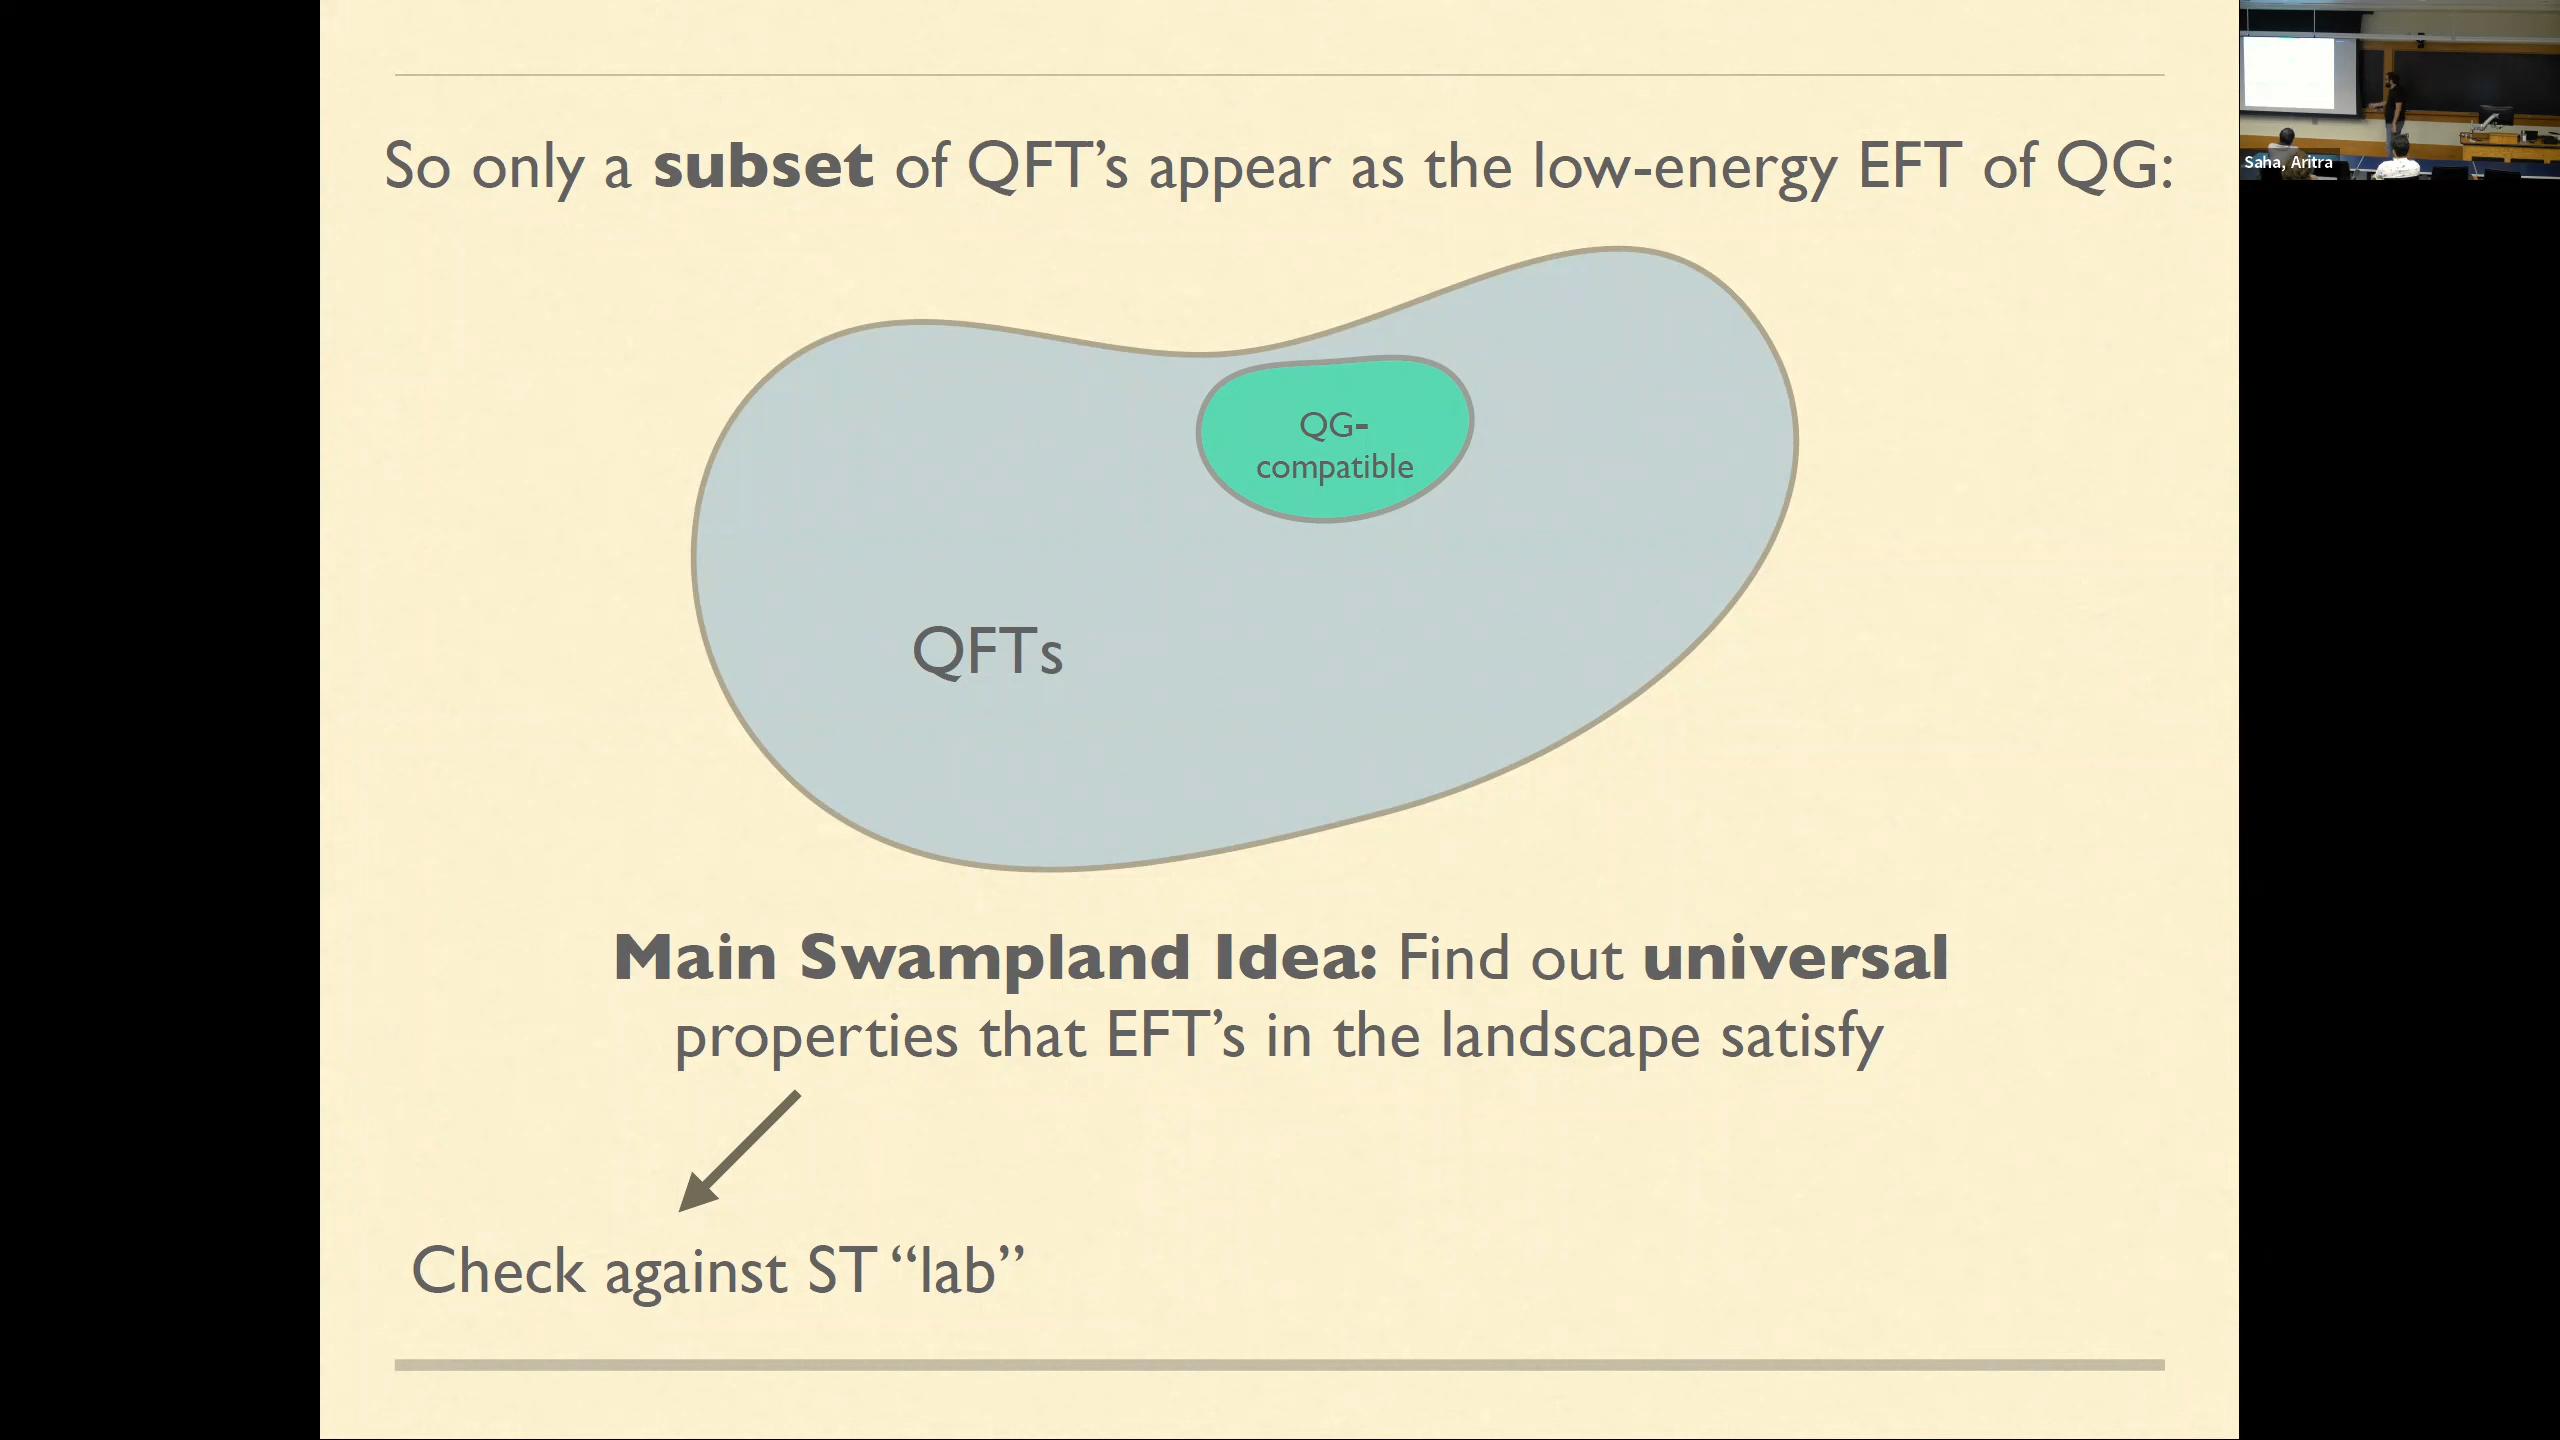 So only a subset of QFT’s appear as the low-energy EFT of QG:
QG-
compatible
QFTs
Main Swampland Idea: Find out universal
properties that EFT’s in the landscape satisfy
Check against ST “lab”
Saha, Aritra